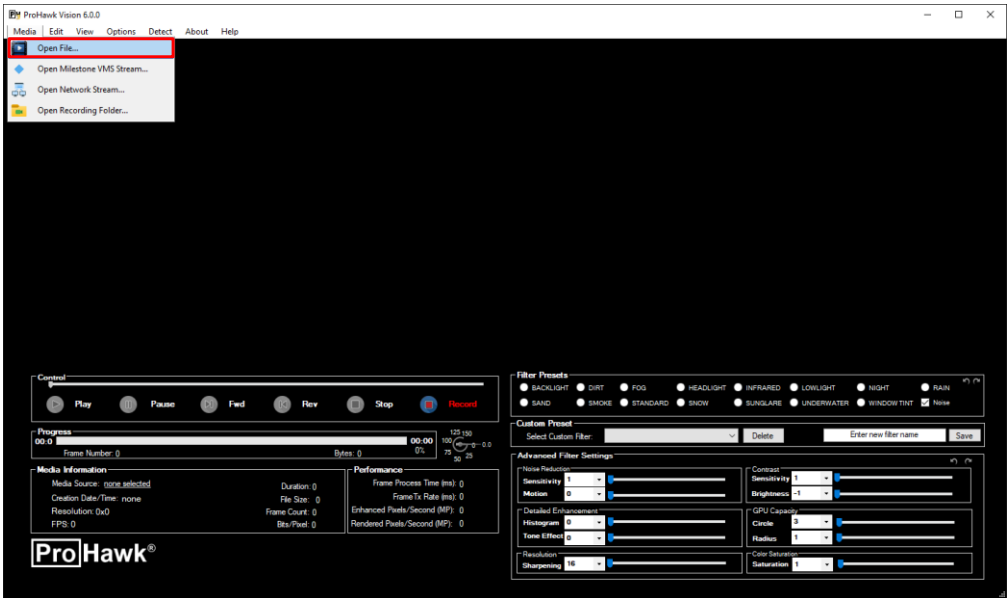 ProHawk Vision 6.0.0
Media Edit View Options Detect About Help
Open File...
Open Milestone VMS Stream...
Open Network Stream...
Open Recording Folder...
Control
Play Pause Fwd Rev Stop Record
Progress
00:0 00:00
Frame Number: 0 Bytes: 0 0%
125 150
100 0.0
75 25
50
Media Information
Media Source: none selected Duration: 0
Creation Date/Time: none File Size: 0
Resolution: 0x0 Frame Count: 0
FPS: 0 Bits/Pixel: 0
Performance
Frame Process Time (ms): 0
FrameTx Rate (ms): 0
Enhanced Pixels/Second (MP): 0
Rendered Pixels/Second (MP): 0
ProHawk®
Filter Presets
BACKLIGHT DIRT FOG HEADLIGHT INFRARED LOWLIGHT NIGHT RAIN
SAND SMOKE STANDARD SNOW SUNGLARE UNDERWATER WINDOW TINT Noise
Custom Preset
Select Custom Filter: Delete Enter new filter name Save
Advanced Filter Settings
Noise Reduction
Sensitivity 1
Motion 0
Contrast
Sensitivity 1
Brightness -1
Detailed Enhancement
Histogram 0
Tone Effect 0
GPU Capacity
Circle 3
Radius 1
Resolution
Sharpening 16
Color Saturation
Saturation 1